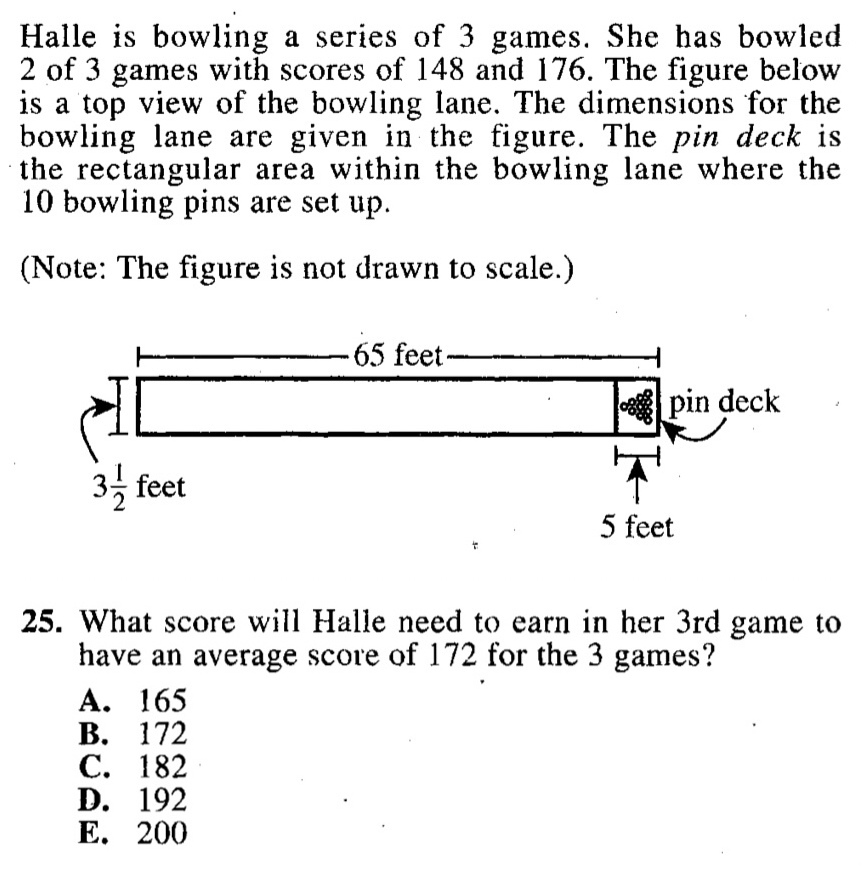 Halle is bowling a series of 3 games. She has bowled
2 of 3 games with scores of 148 and 176. The figure below
is a top view of the bowling lane. The dimensions for the
bowling lane are given in the figure. The pin deck is
the rectangular area within the bowling lane where the
10 bowling pins are set up.
(Note: The figure is not drawn to scale.)
65 feet
pin deck
3 1/2 feet
5 feet
25. What score will Halle need to earn in her 3rd game to
have an average score of 172 for the 3 games?
A. 165
B. 172
C. 182
D. 192
E. 200